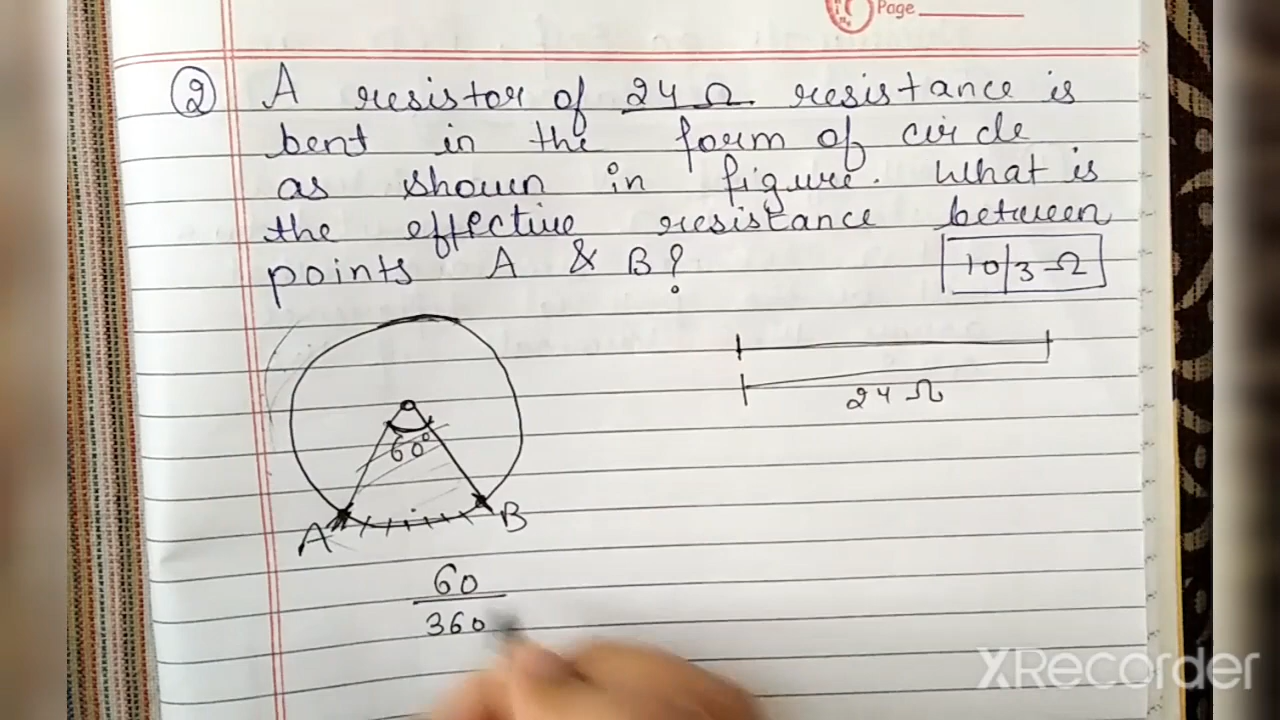 Page
② A resistor of 24 Ω resistance is
bent in the form of circle
as shown in figure. What is
the effective resistance between
points A & B?
10/3 Ω
24 Ω
60°
A
B
60
360
XRecorder